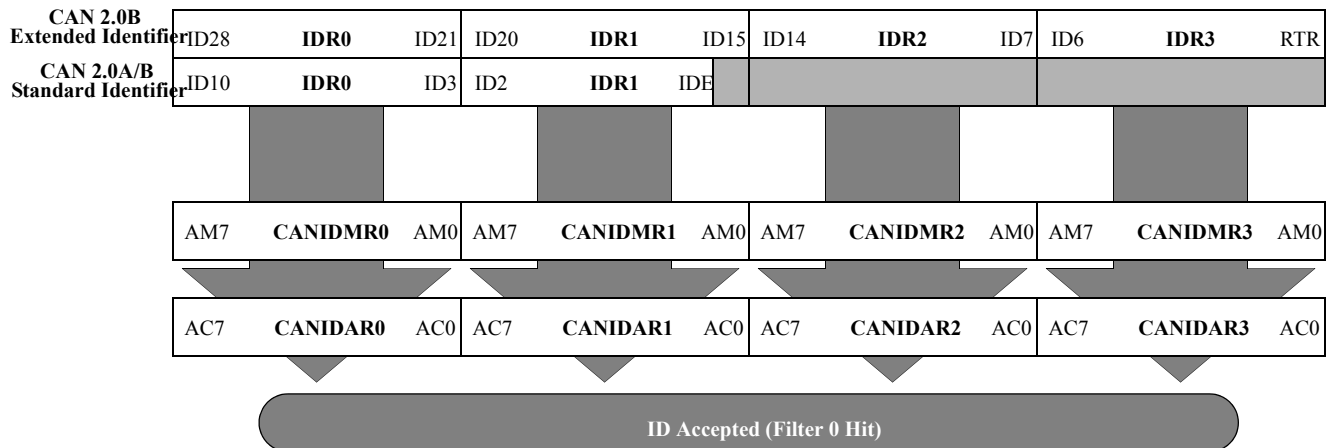 CAN 2.0B
Extended Identifier
ID28 IDR0 ID21 ID20 IDR1 ID15 ID14 IDR2 ID7 ID6 IDR3 RTR
CAN 2.0A/B
Standard Identifier
ID10 IDR0 ID3 ID2 IDR1 IDE
AM7 CANIDMR0 AM0 AM7 CANIDMR1 AM0 AM7 CANIDMR2 AM0 AM7 CANIDMR3 AM0
AC7 CANIDAR0 AC0 AC7 CANIDAR1 AC0 AC7 CANIDAR2 AC0 AC7 CANIDAR3 AC0
ID Accepted (Filter 0 Hit)